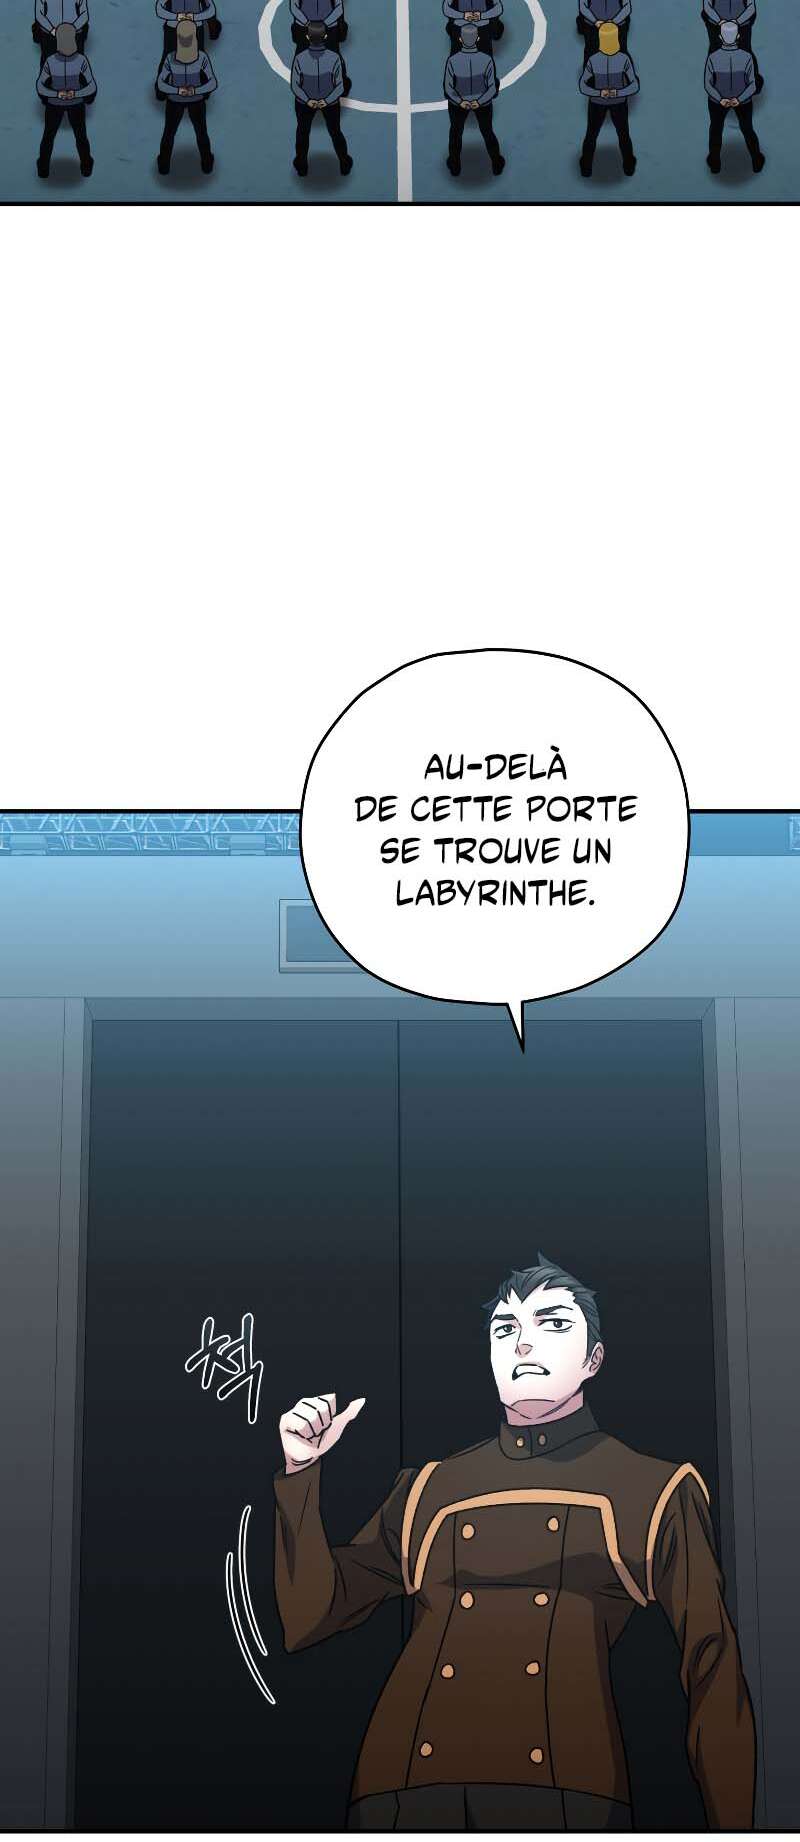 AU-DELÀ
DE CETTE PORTE
SE TROUVE UN
LABYRINTHE.
척